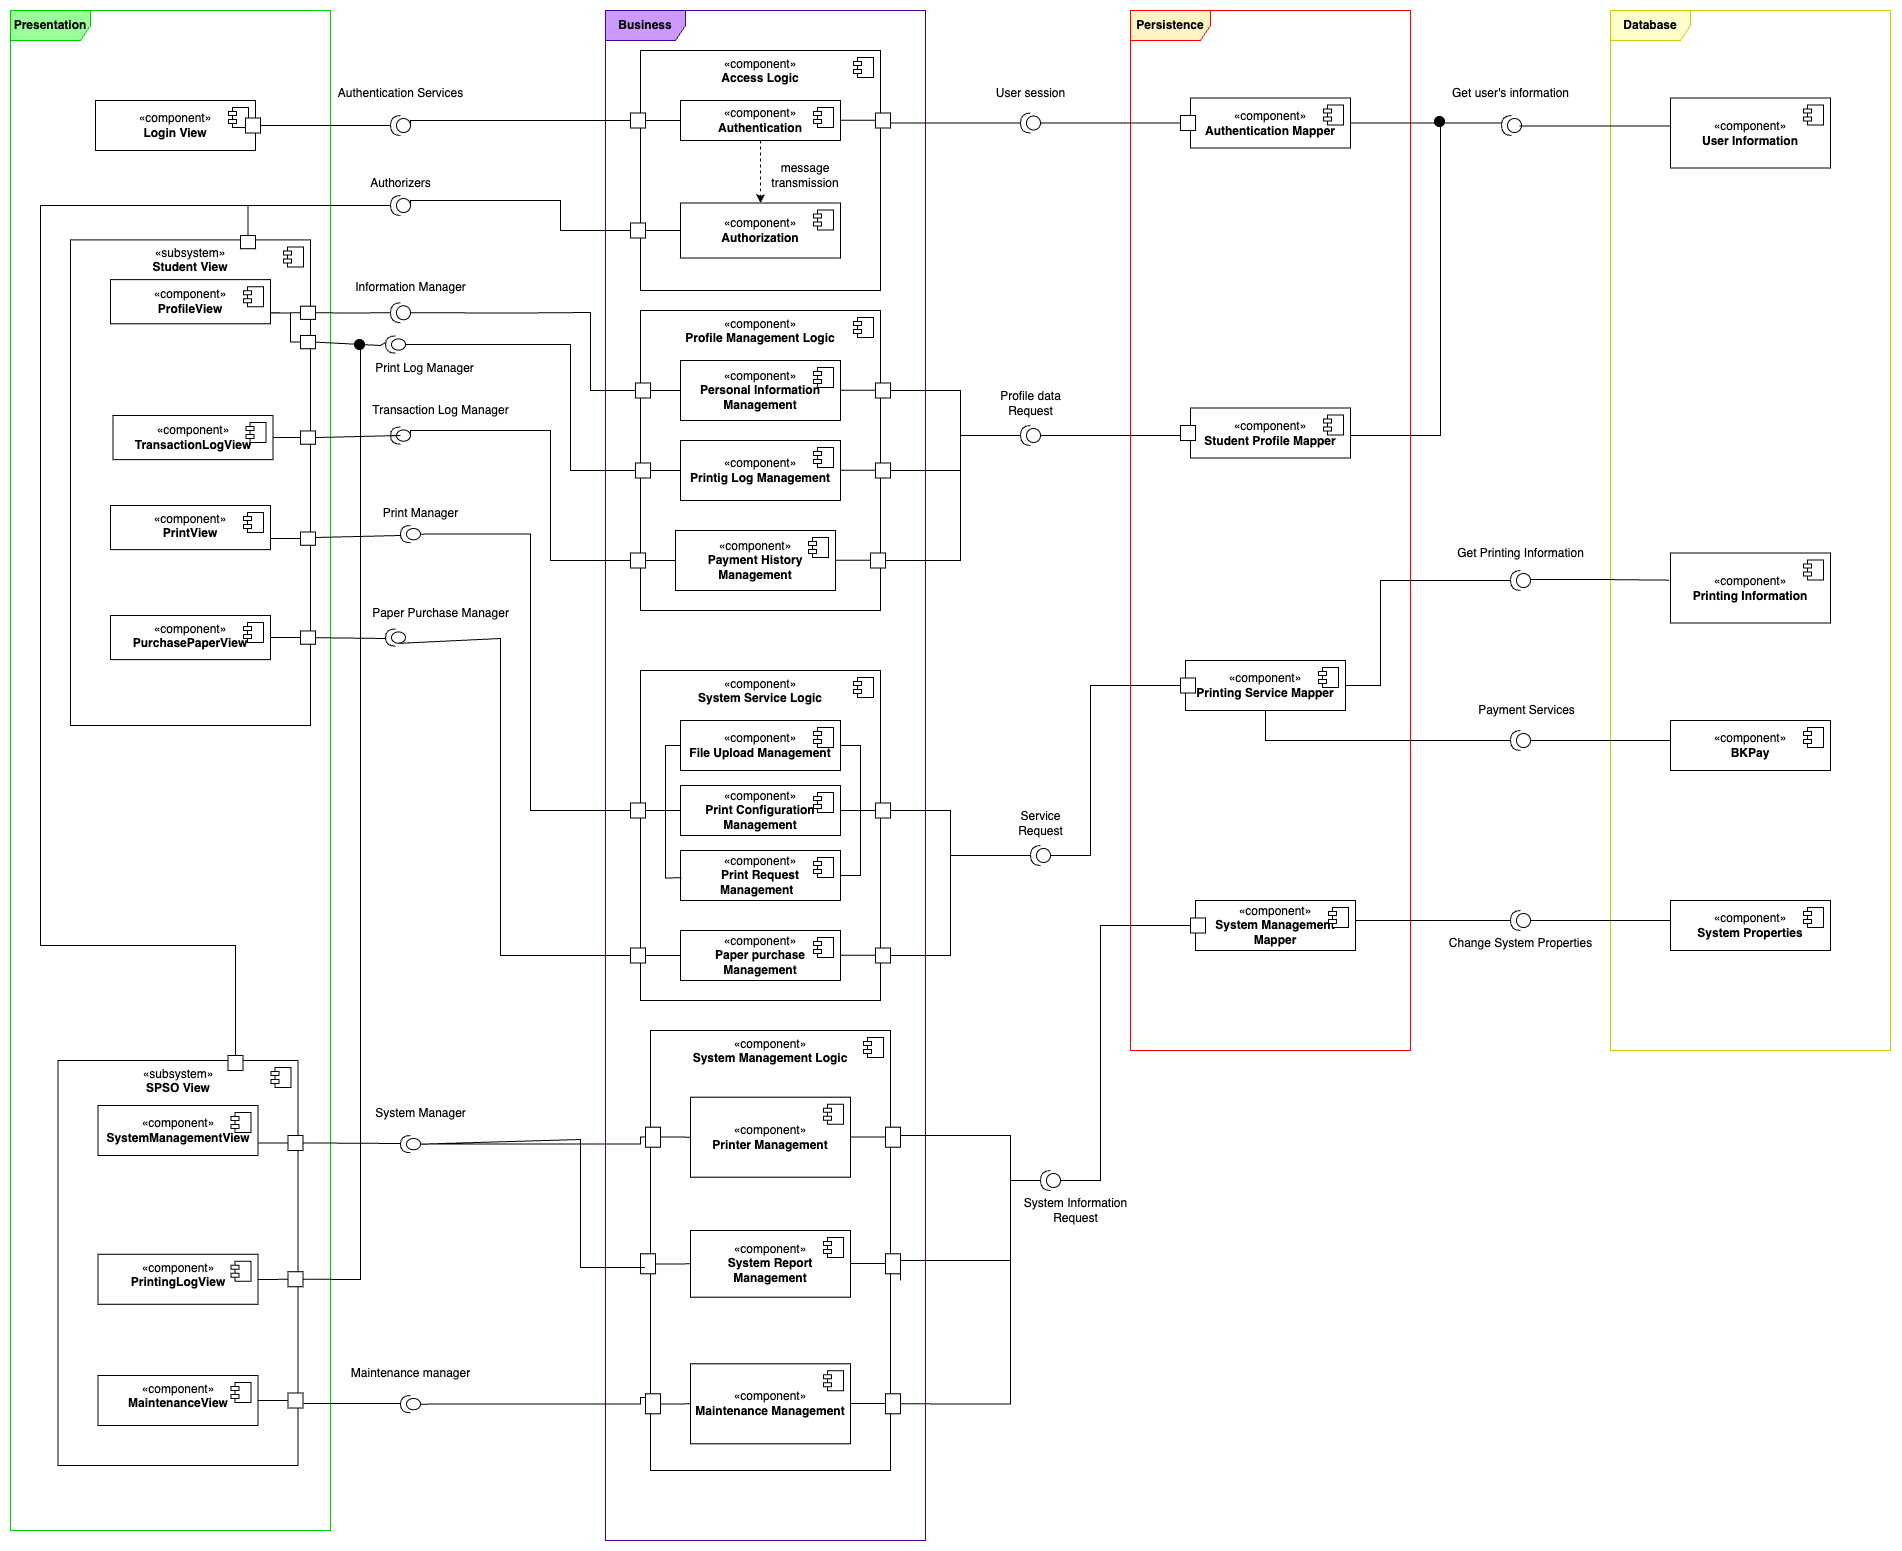 Presentation
Business
Persistence
Database
«component»
Login View
Authentication Services
Authorizers
«subsystem»
Student View
«component»
ProfileView
«component»
TransactionLogView
«component»
PrintView
«component»
PurchasePaperView
«subsystem»
SPSO View
«component»
SystemManagementView
«component»
PrintingLogView
«component»
MaintenanceView
Information Manager
Print Log Manager
Transaction Log Manager
Print Manager
Paper Purchase Manager
System Manager
Maintenance manager
«component»
Access Logic
«component»
Authentication
message
transmission
«component»
Authorization
«component»
Profile Management Logic
«component»
Personal Information
Management
«component»
Printig Log Management
«component»
Payment History
Management
«component»
System Service Logic
«component»
File Upload Management
«component»
Print Configuration
Management
«component»
Print Request
Management
«component»
Paper purchase
Management
«component»
System Management Logic
«component»
Printer Management
«component»
System Report
Management
«component»
Maintenance Management
User session
Profile data
Request
Service
Request
System Information
Request
«component»
Authentication Mapper
«component»
Student Profile Mapper
«component»
Printing Service Mapper
«component»
System Management
Mapper
Get user's information
Get Printing Information
Payment Services
Change System Properties
«component»
User Information
«component»
Printing Information
«component»
BKPay
«component»
System Properties